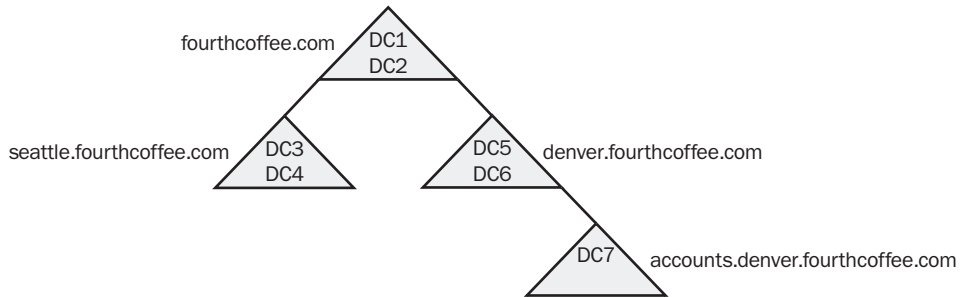 fourthcoffee.com
DC1
DC2
seattle.fourthcoffee.com
DC3
DC4
DC5
DC6
denver.fourthcoffee.com
DC7
accounts.denver.fourthcoffee.com